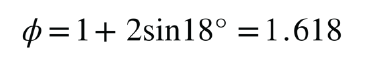 ϕ = 1 + 2sin18° = 1.618